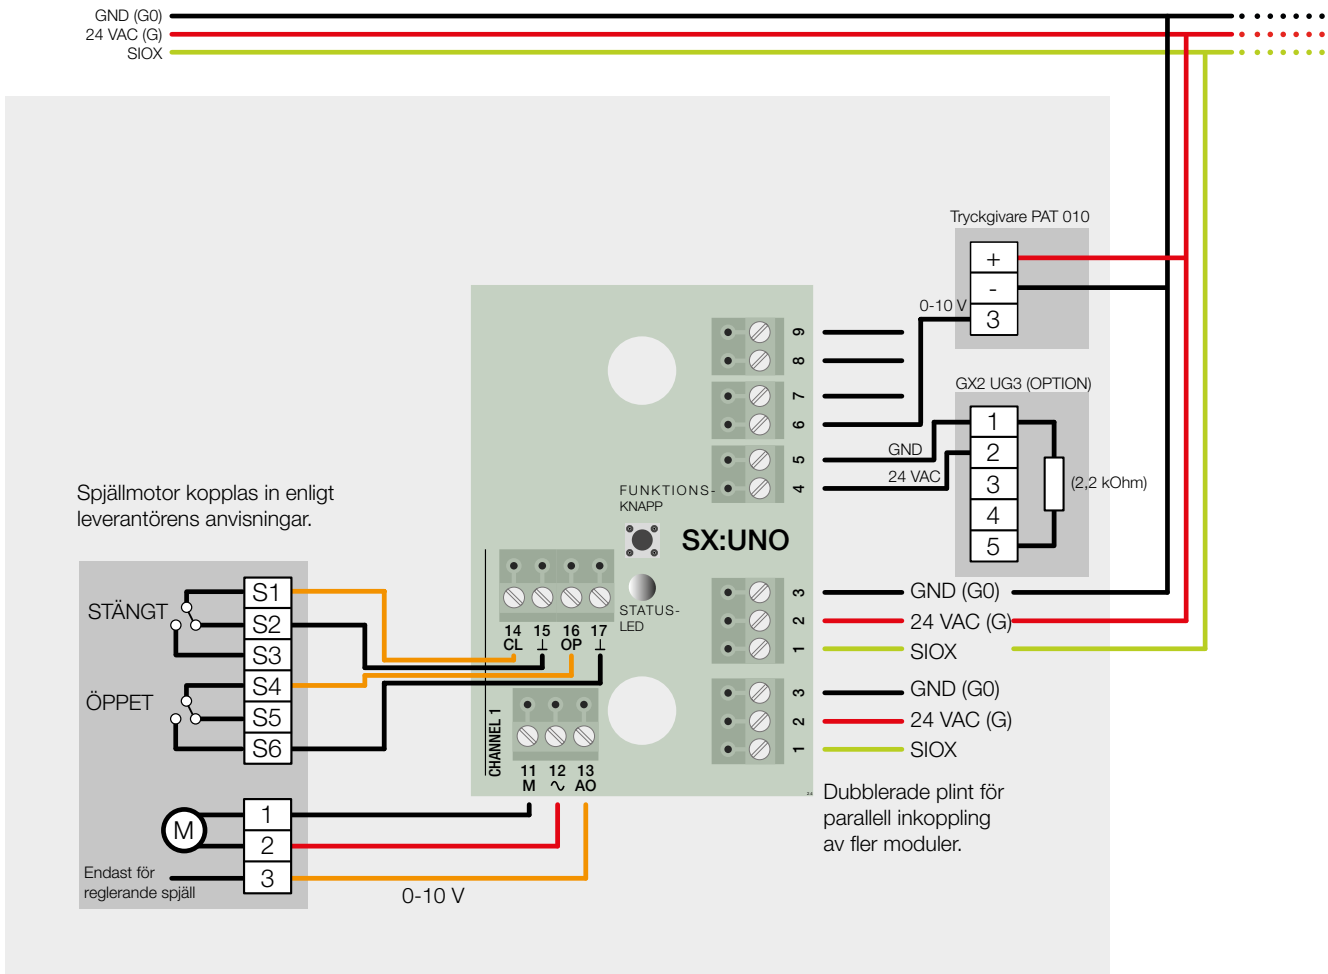 GND (G0)
24 VAC (G)
SIOX
Tryckgivare PAT 010
+
-
3
0-10 V
9
8
7
6
5
4
GND
24 VAC
GX2 UG3 (OPTION)
1
2
3
4
5
(2,2 kOhm)
Spjällmotor kopplas in enligt
leverantörens anvisningar.
FUNKTIONS-
KNAPP
SX:UNO
STATUS-
LED
STÄNGT
ÖPPET
S1
S2
S3
S4
S5
S6
14 15 16 17
CL ⊥ OP ⊥
CHANNEL 1
11 12 13
M ∿ AO
3 GND (G0)
2 24 VAC (G)
1 SIOX
3 GND (G0)
2 24 VAC (G)
1 SIOX
Dubblerade plint för
parallell inkoppling
av fler moduler.
M
1
2
3
Endast för
reglerande spjäll
0-10 V